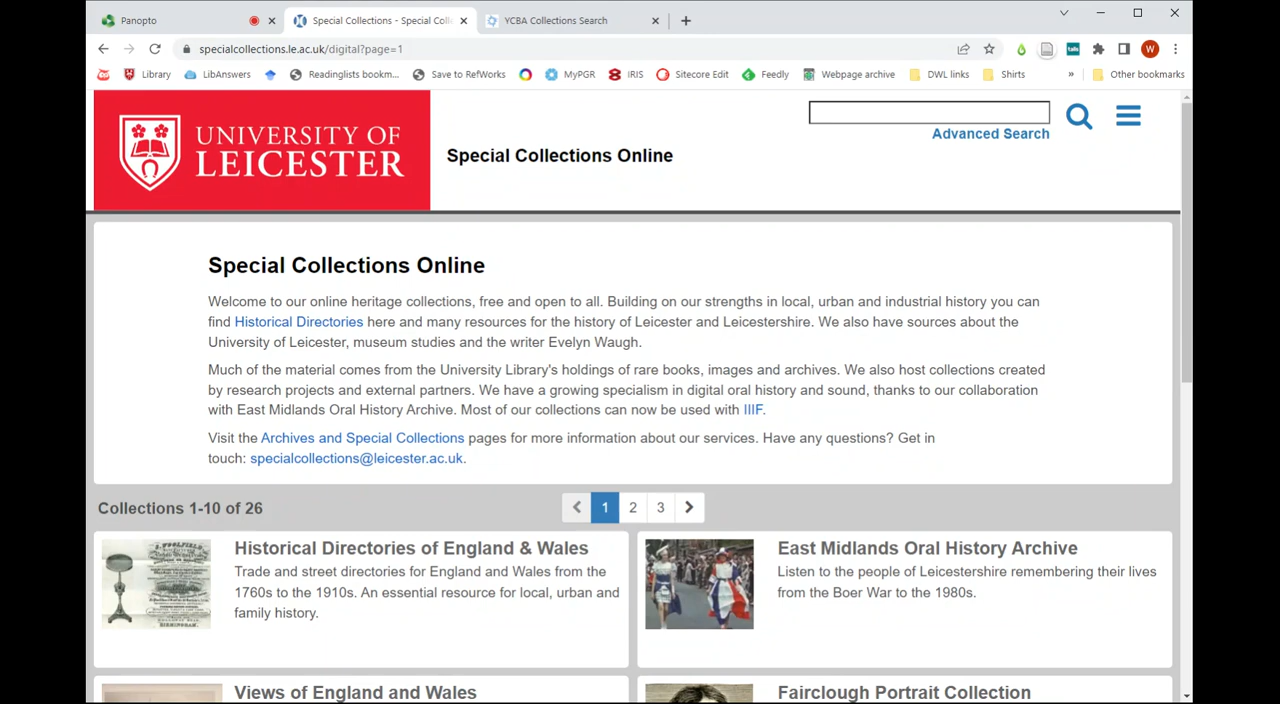 Panopto
Special Collections - Special Coll
YCBA Collections Search
specialcollections.le.ac.uk/digital?page=1
W
Library
LibAnswers
Readinglists bookm...
Save to RefWorks
MyPGR
IRIS
Sitecore Edit
Feedly
Webpage archive
DWL links
Shirts
»
Other bookmarks
UNIVERSITY OF
LEICESTER
Special Collections Online
Advanced Search
Special Collections Online
Welcome to our online heritage collections, free and open to all. Building on our strengths in local, urban and industrial history you can
find Historical Directories here and many resources for the history of Leicester and Leicestershire. We also have sources about the
University of Leicester, museum studies and the writer Evelyn Waugh.
Much of the material comes from the University Library's holdings of rare books, images and archives. We also host collections created
by research projects and external partners. We have a growing specialism in digital oral history and sound, thanks to our collaboration
with East Midlands Oral History Archive. Most of our collections can now be used with IIIF.
Visit the Archives and Special Collections pages for more information about our services. Have any questions? Get in
touch: specialcollections@leicester.ac.uk.
Collections 1-10 of 26
1 2 3
Historical Directories of England & Wales
Trade and street directories for England and Wales from the
1760s to the 1910s. An essential resource for local, urban and
family history.
East Midlands Oral History Archive
Listen to the people of Leicestershire remembering their lives
from the Boer War to the 1980s.
Views of England and Wales
Fairclough Portrait Collection